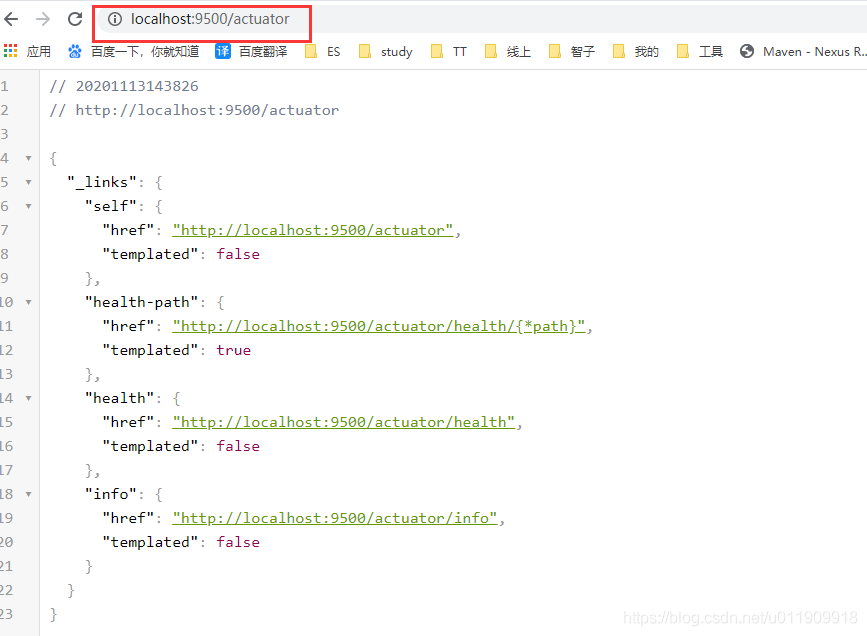 localhost:9500/actuator
应用 百度一下，你就知道 译 百度翻译 ES study TT 线上 智子 我的 工具 Maven - Nexus R...
1 // 20201113143826
2 // http://localhost:9500/actuator
3
4 {
5 "_links": {
6 "self": {
7 "href": "http://localhost:9500/actuator",
8 "templated": false
9 },
10 "health-path": {
11 "href": "http://localhost:9500/actuator/health/{*path}",
12 "templated": true
13 },
14 "health": {
15 "href": "http://localhost:9500/actuator/health",
16 "templated": false
17 },
18 "info": {
19 "href": "http://localhost:9500/actuator/info",
20 "templated": false
21 }
22 }
23 }
https://blog.csdn.net/u011909918